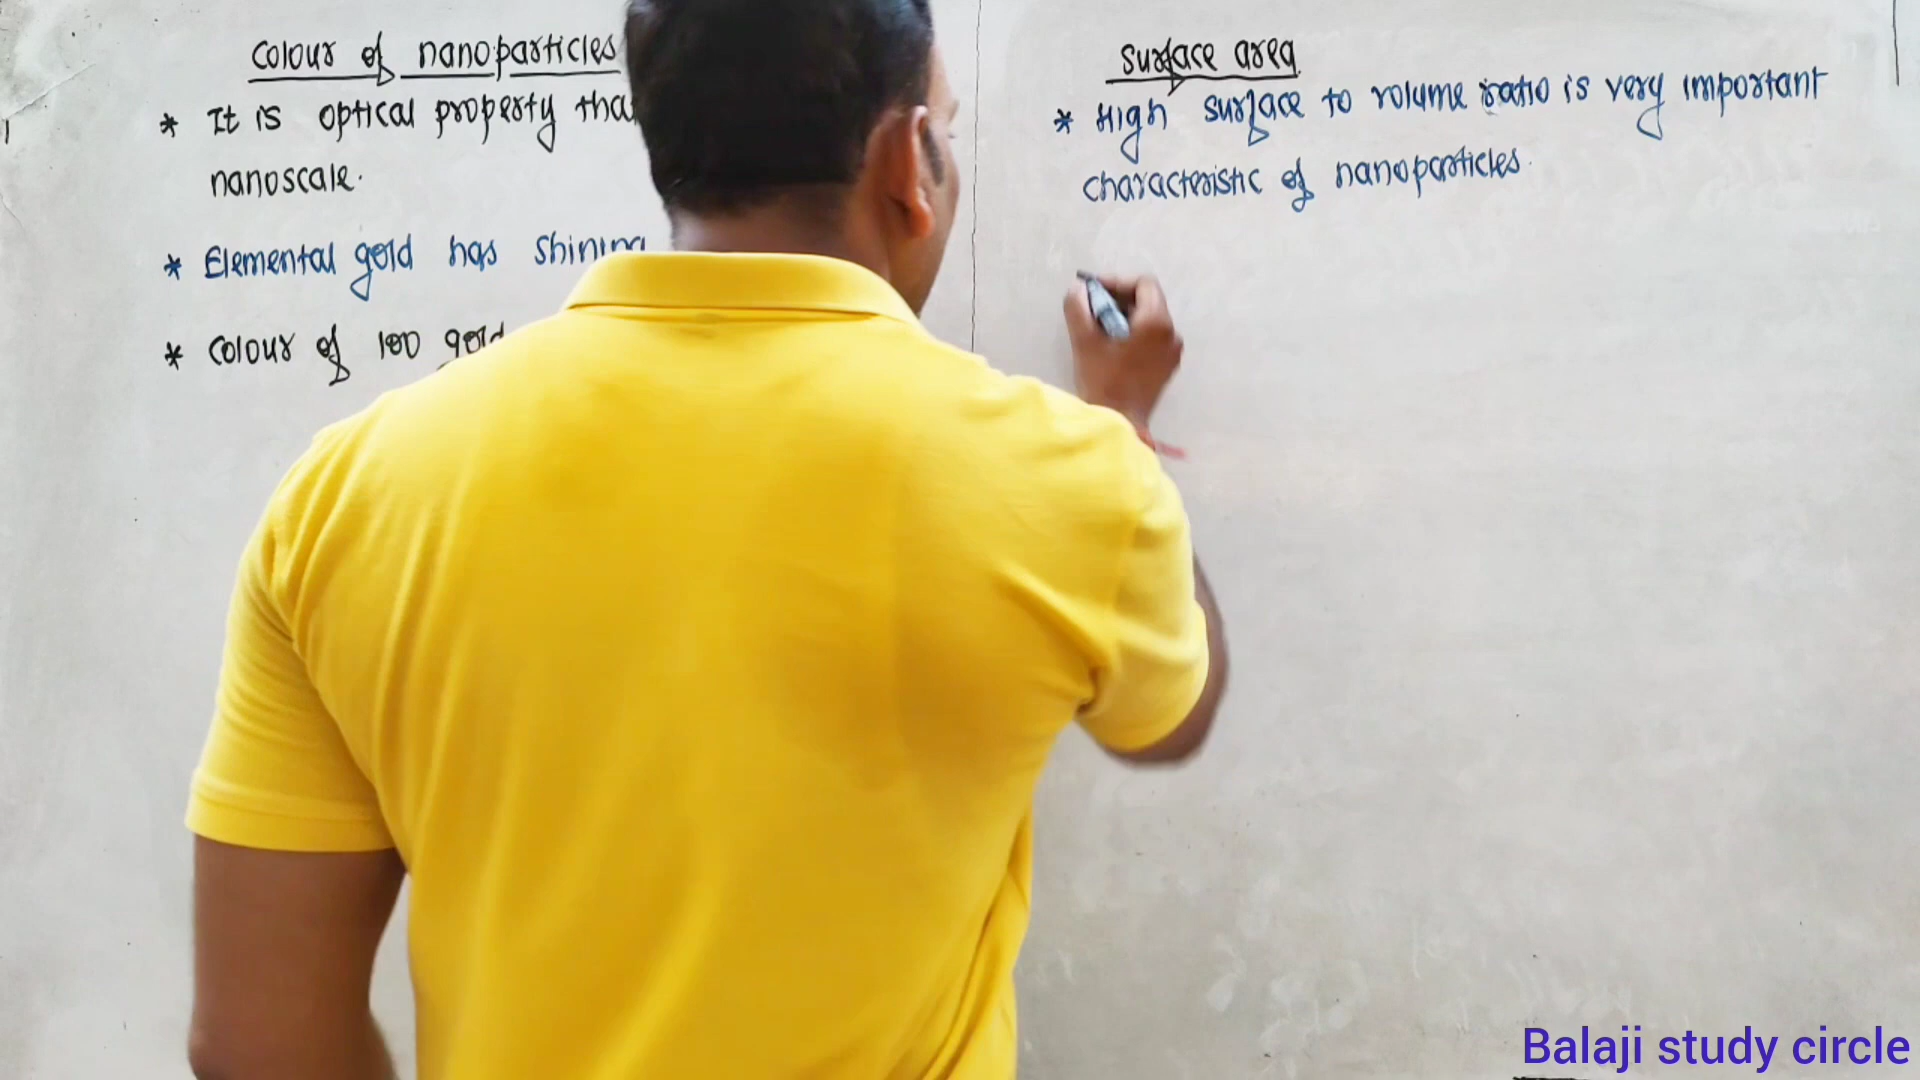 Colour of nanoparticles
* It is optical property tha
nanoscale.
* Elemental gold has shining
* Colour of 100 gold
Surface area
* High surface to volume ratio is very important
characteristic of nanoparticles.
Balaji study circle